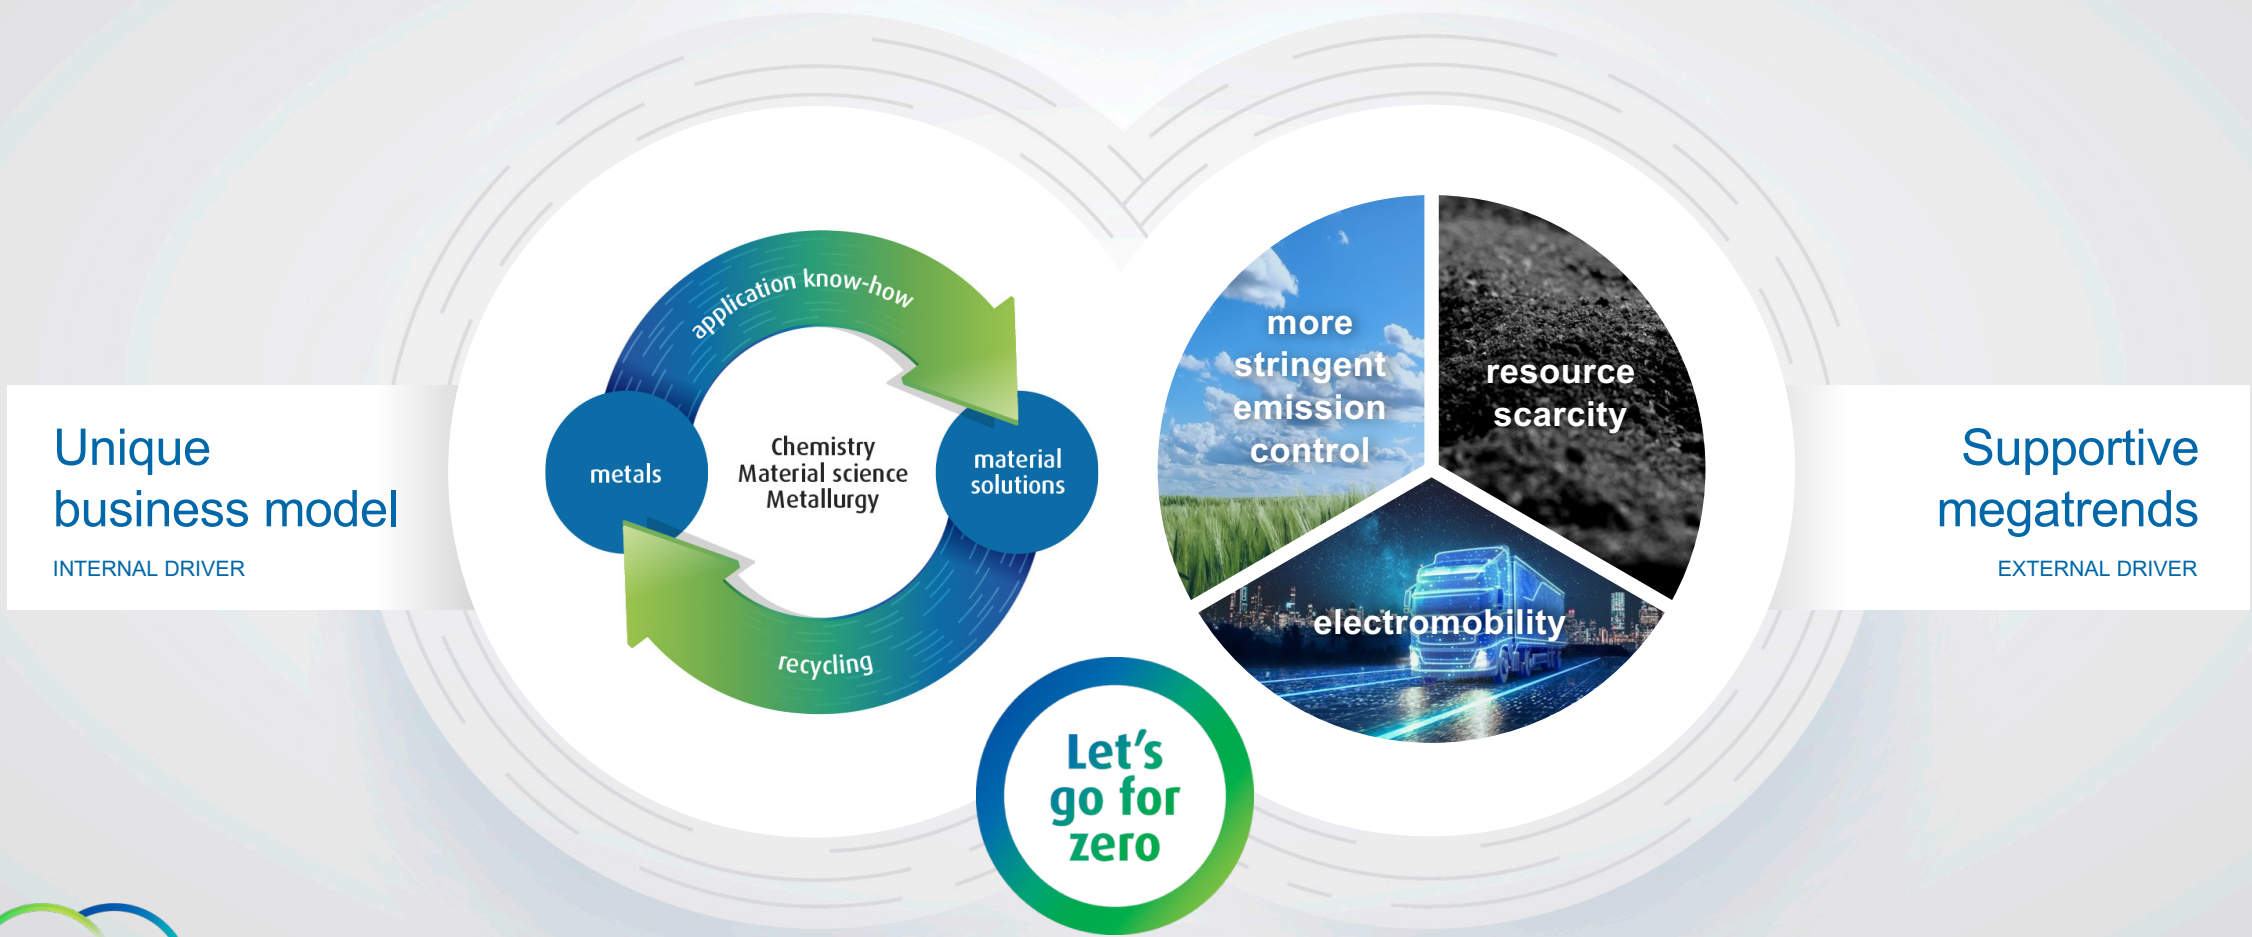 Unique
business model
INTERNAL DRIVER
application know-how
metals
Chemistry
Material science
Metallurgy
material
solutions
recycling
more
stringent
emission
control
resource
scarcity
electromobility
Let's
go for
zero
Supportive
megatrends
EXTERNAL DRIVER